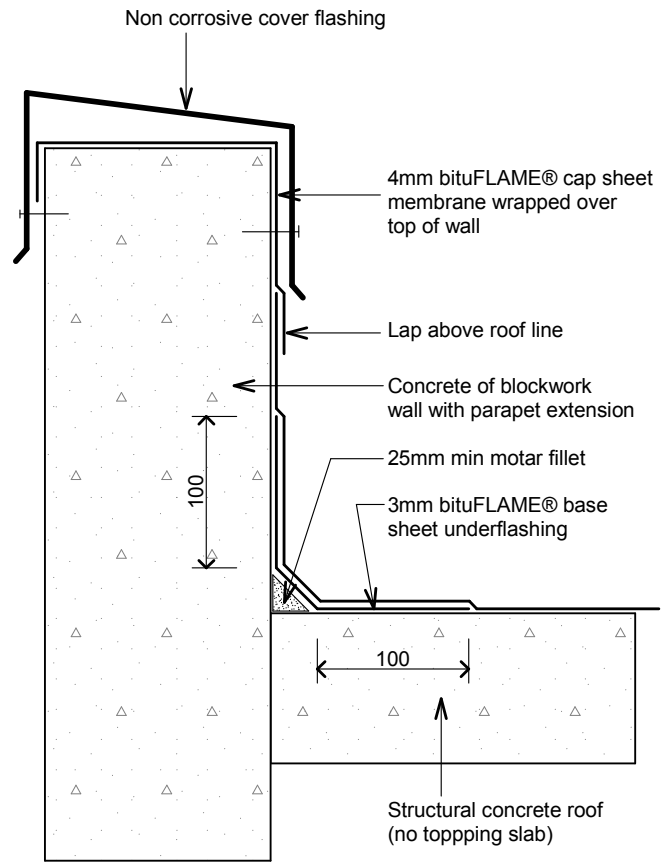 Non corrosive cover flashing
4mm bituFLAME® cap sheet
membrane wrapped over
top of wall
Lap above roof line
Concrete of blockwork
wall with parapet extension
25mm min motar fillet
3mm bituFLAME® base
sheet underflashing
100
100
Structural concrete roof
(no toppping slab)